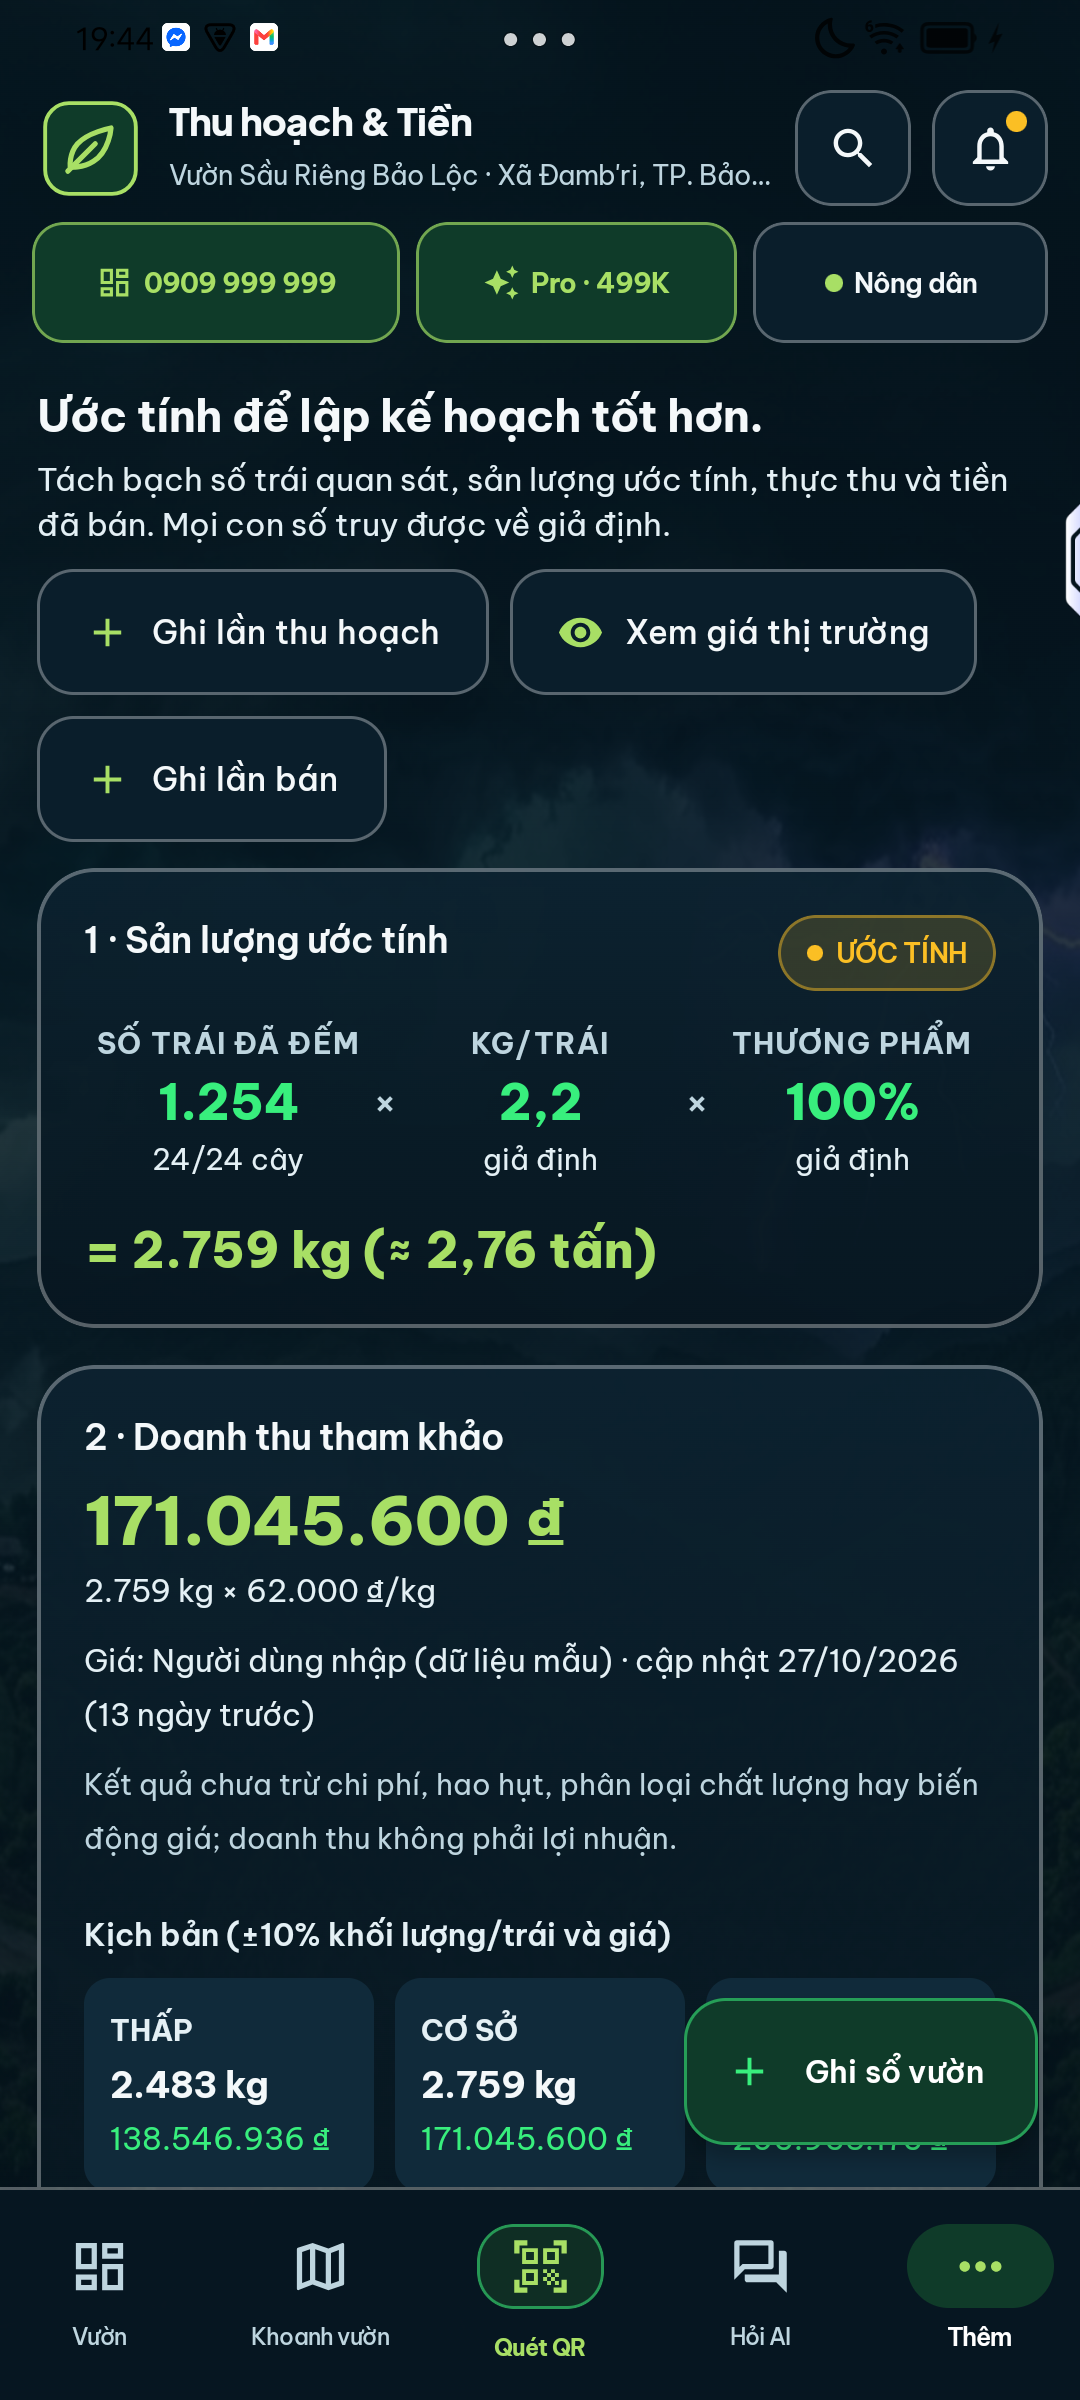 19:44
Thu hoạch & Tiền
Vườn Sầu Riêng Bảo Lộc · Xã Đamb'ri, TP. Bảo...
0909 999 999
Pro · 499K
Nông dân
Ước tính để lập kế hoạch tốt hơn.
Tách bạch số trái quan sát, sản lượng ước tính, thực thu và tiền
đã bán. Mọi con số truy được về giả định.
Ghi lần thu hoạch
Xem giá thị trường
Ghi lần bán
1 · Sản lượng ước tính
ƯỚC TÍNH
SỐ TRÁI ĐÃ ĐẾM
KG/TRÁI
THƯƠNG PHẨM
1.254 × 2,2 × 100%
24/24 cây
giả định
giả định
= 2.759 kg (≈ 2,76 tấn)
2 · Doanh thu tham khảo
171.045.600 ₫
2.759 kg × 62.000 ₫/kg
Giá: Người dùng nhập (dữ liệu mẫu) · cập nhật 27/10/2026
(13 ngày trước)
Kết quả chưa trừ chi phí, hao hụt, phân loại chất lượng hay biến
động giá; doanh thu không phải lợi nhuận.
Kịch bản (±10% khối lượng/trái và giá)
THẤP
2.483 kg
138.546.936 ₫
CƠ SỞ
2.759 kg
171.045.600 ₫
Ghi sổ vườn
Vườn
Khoanh vườn
Quét QR
Hỏi AI
Thêm